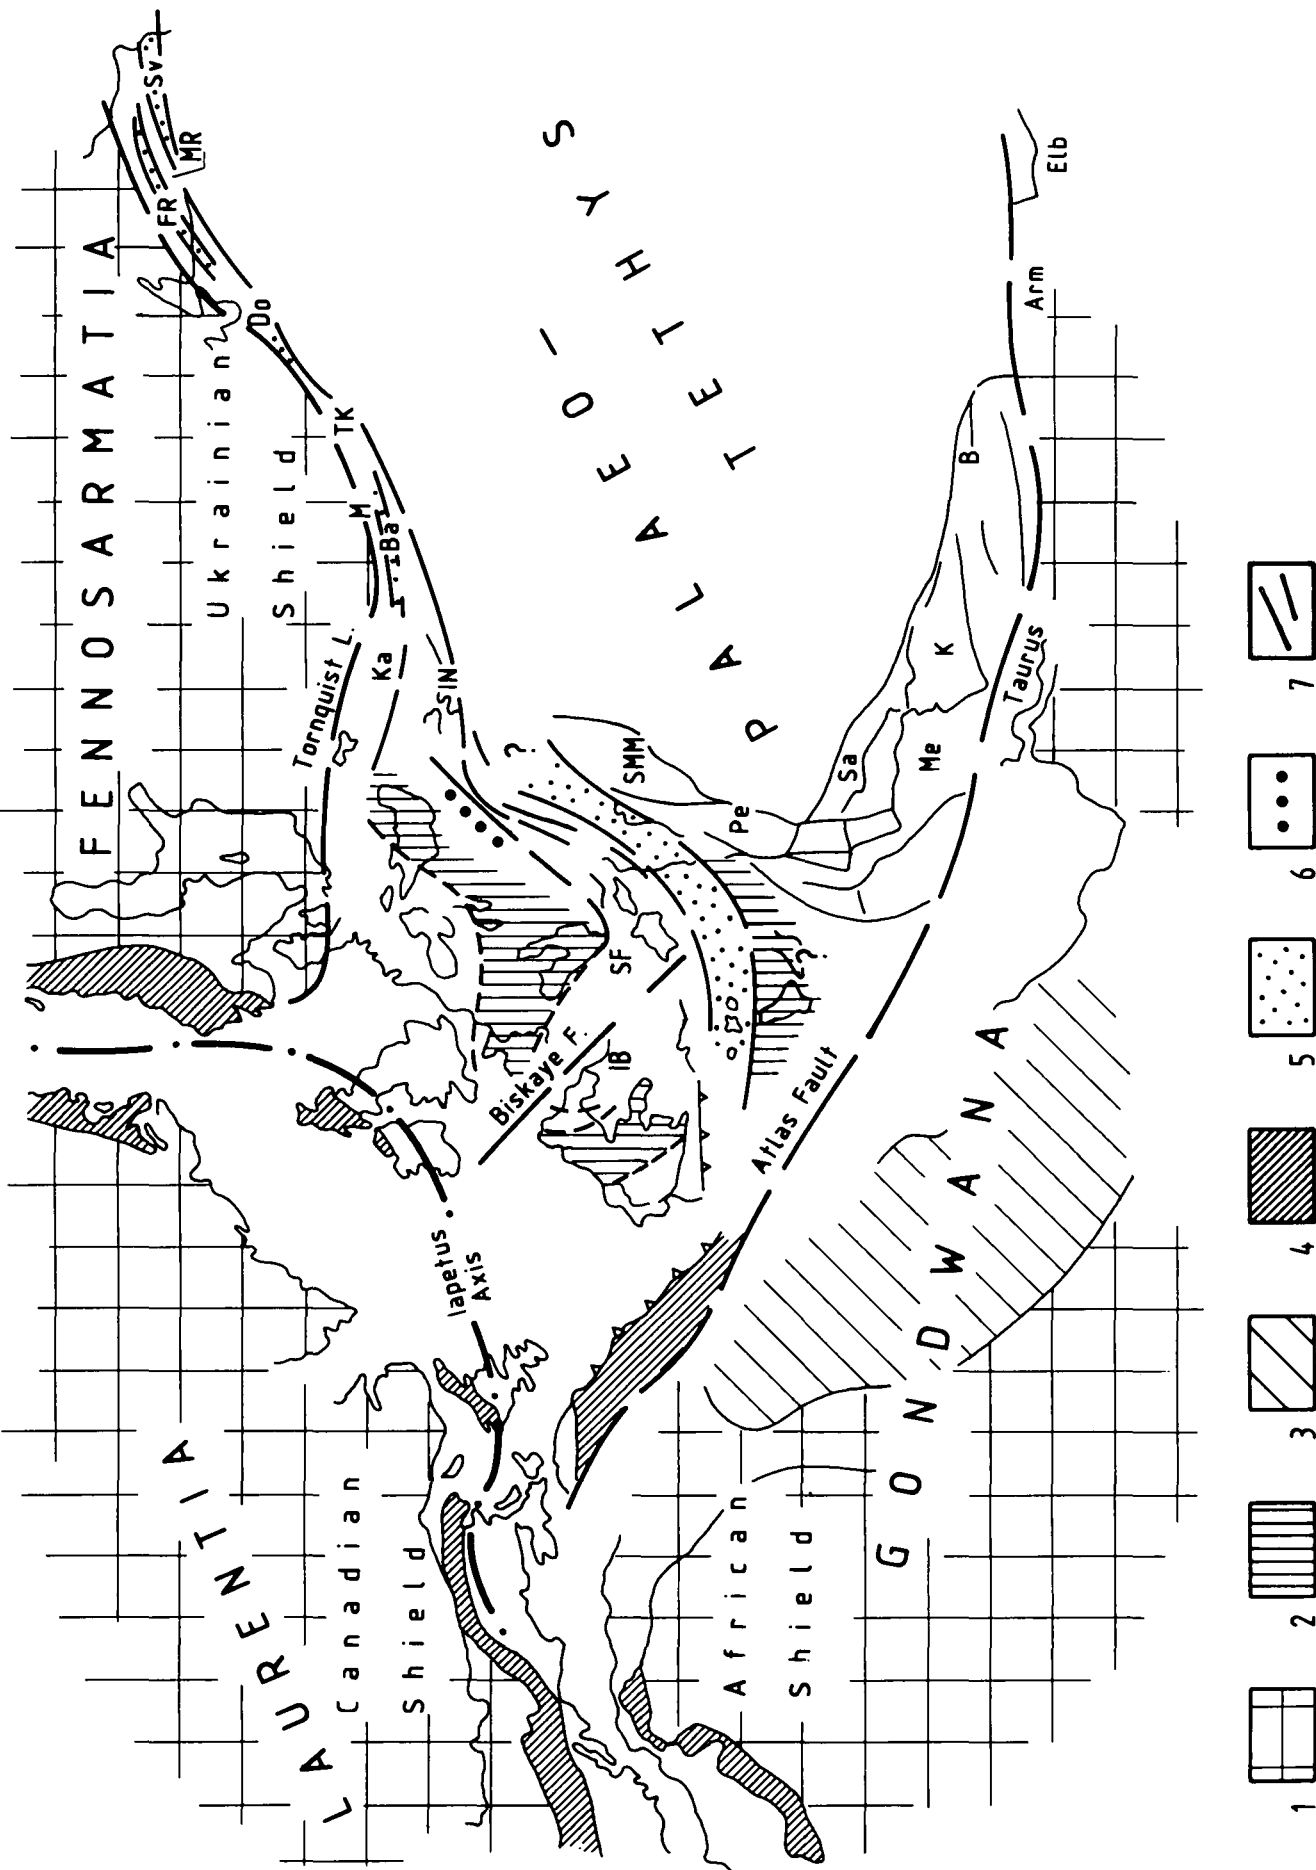 FENNOSARMATIA
Ukrainian
Shield
LAURENTIA
Canadian
Shield
African
Shield
GONDWANA
PALAEO-
TETHYS
Tornquist L.
Iapetus
Axis
Biskaye F.
Atlas Fault
Taurus
Sv
MR
FR
Do
TK
M
Ba
Ka
SIN
?
SMM
Pe
Sa
Me
K
B
Arm
Elb
SF
IB
?
1
2
3
4
5
6
7